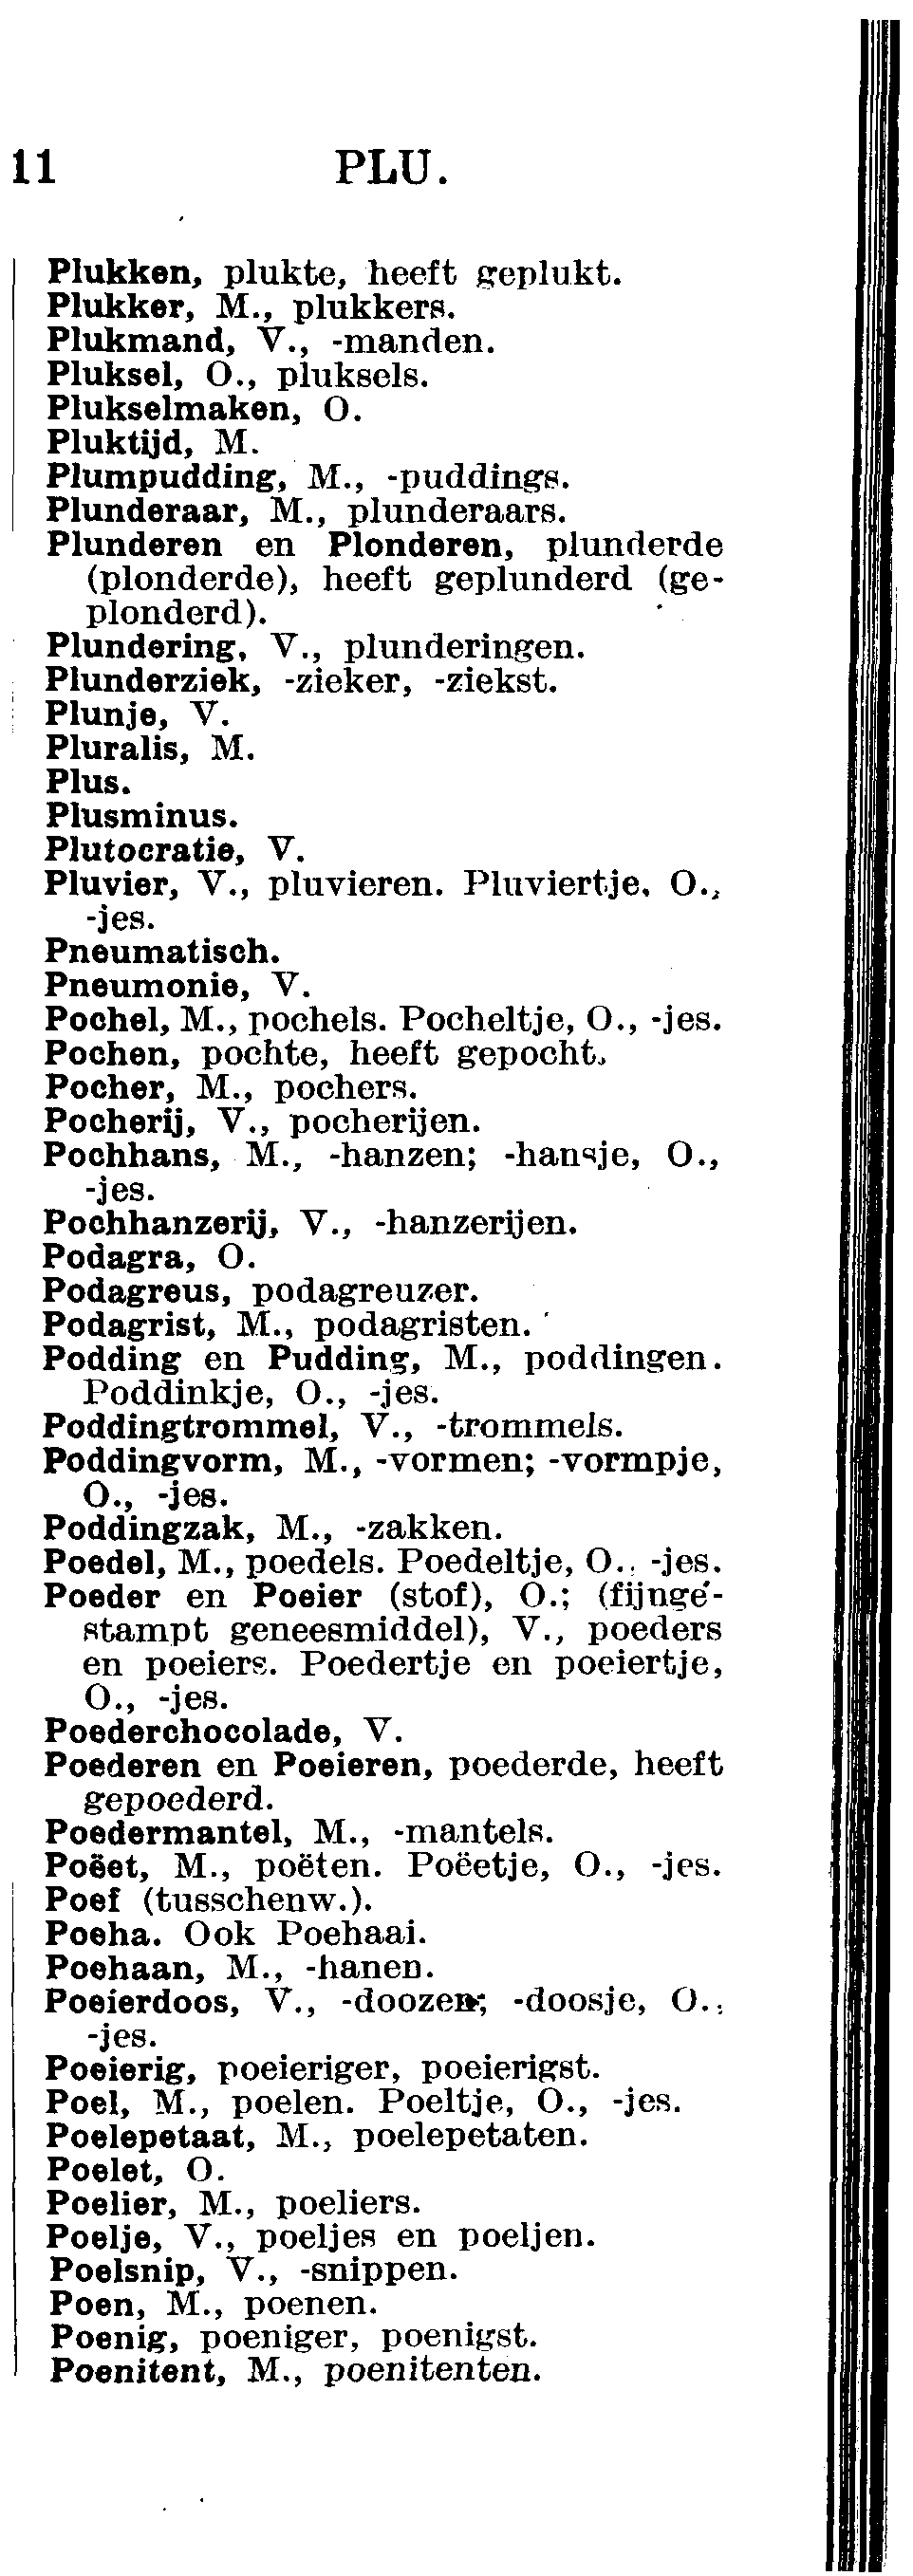 11 PLU.
Plukken, plukte, heeft geplukt.
Plukker, M., plukkers.
Plukmand, V., -manden.
Pluksel, O., pluksels.
Plukselmaken, O.
Pluktijd, M.
Plumpudding, M., -puddings.
Plunderaar, M., plunderaars.
Plunderen en Plonderen, plunderde
(plonderde), heeft geplunderd (ge-
plonderd).
Plundering, V., plunderingen.
Plunderziek, -zieker, -ziekst.
Plunje, V.
Pluralis, M.
Plus.
Plusminus.
Plutocratie, V.
Pluvier, V., pluvieren. Pluviertje, O.,
-jes.
Pneumatisch.
Pneumonie, V.
Pochel, M., pochels. Pocheltje, O., -jes.
Pochen, pochte, heeft gepocht.
Pocher, M., pochers.
Pocherij, V., pocherijen.
Pochhans, M., -hanzen; -hansje, O.,
-jes.
Pochhanzerij, V., -hanzerijen.
Podagra, O.
Podagreus, podagreuzer.
Podagrist, M., podagristen.
Podding en Pudding, M., poddingen.
Poddinkje, O., -jes.
Poddingtrommel, V., -trommels.
Poddingvorm, M., -vormen; -vormpje,
O., -jes.
Poddingzak, M., -zakken.
Poedel, M., poedels. Poedeltje, O., -jes.
Poeder en Poeier (stof), O.; (fijnge-
stampt geneesmiddel), V., poeders
en poeiers. Poedertje en poeiertje,
O., -jes.
Poederchocolade, V.
Poederen en Poeieren, poederde, heeft
gepoederd.
Poedermantel, M., -mantels.
Poëet, M., poëten. Poëetje, O., -jes.
Poef (tusschenw.).
Poeha. Ook Poehaai.
Poehaan, M., -hanen.
Poeierdoos, V., -doozen; -doosje, O.,
-jes.
Poeierig, poeieriger, poeierigst.
Poel, M., poelen. Poeltje, O., -jes.
Poelepetaat, M., poelepetaten.
Poelet, O.
Poelier, M., poeliers.
Poelje, V., poeljes en poeljen.
Poelsnip, V., -snippen.
Poen, M., poenen.
Poenig, poeniger, poenigst.
Poenitent, M., poenitenten.